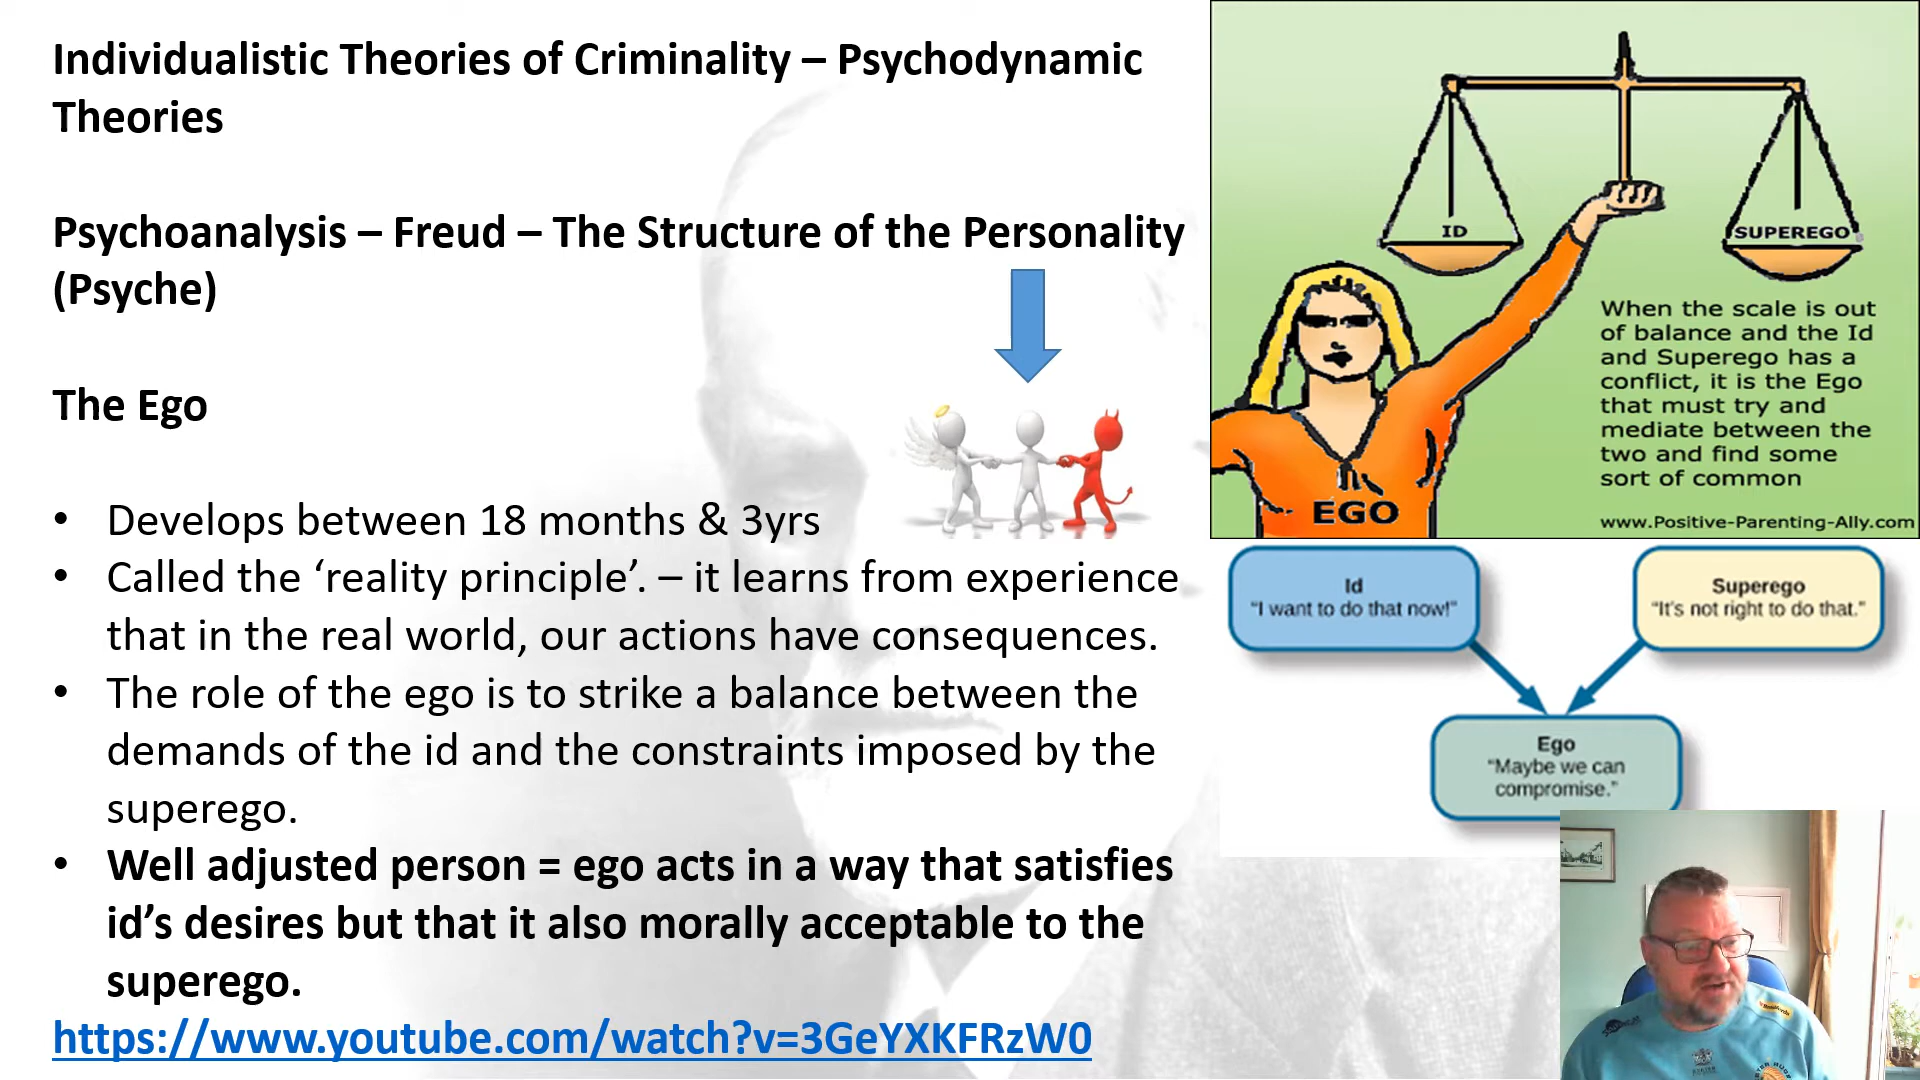 Individualistic Theories of Criminality – Psychodynamic
Theories
Psychoanalysis – Freud – The Structure of the Personality
(Psyche)
The Ego
• Develops between 18 months & 3yrs
• Called the ‘reality principle’. – it learns from experience
that in the real world, our actions have consequences.
• The role of the ego is to strike a balance between the
demands of the id and the constraints imposed by the
superego.
• Well adjusted person = ego acts in a way that satisfies
id’s desires but that it also morally acceptable to the
superego.
https://www.youtube.com/watch?v=3GeYXKFRzW0
ID
SUPEREGO
When the scale is out
of balance and the Id
and Superego has a
conflict, it is the Ego
that must try and
mediate between the
two and find some
sort of common
EGO
www.Positive-Parenting-Ally.com
Id
“I want to do that now!”
Superego
“It’s not right to do that.”
Ego
“Maybe we can
compromise.”